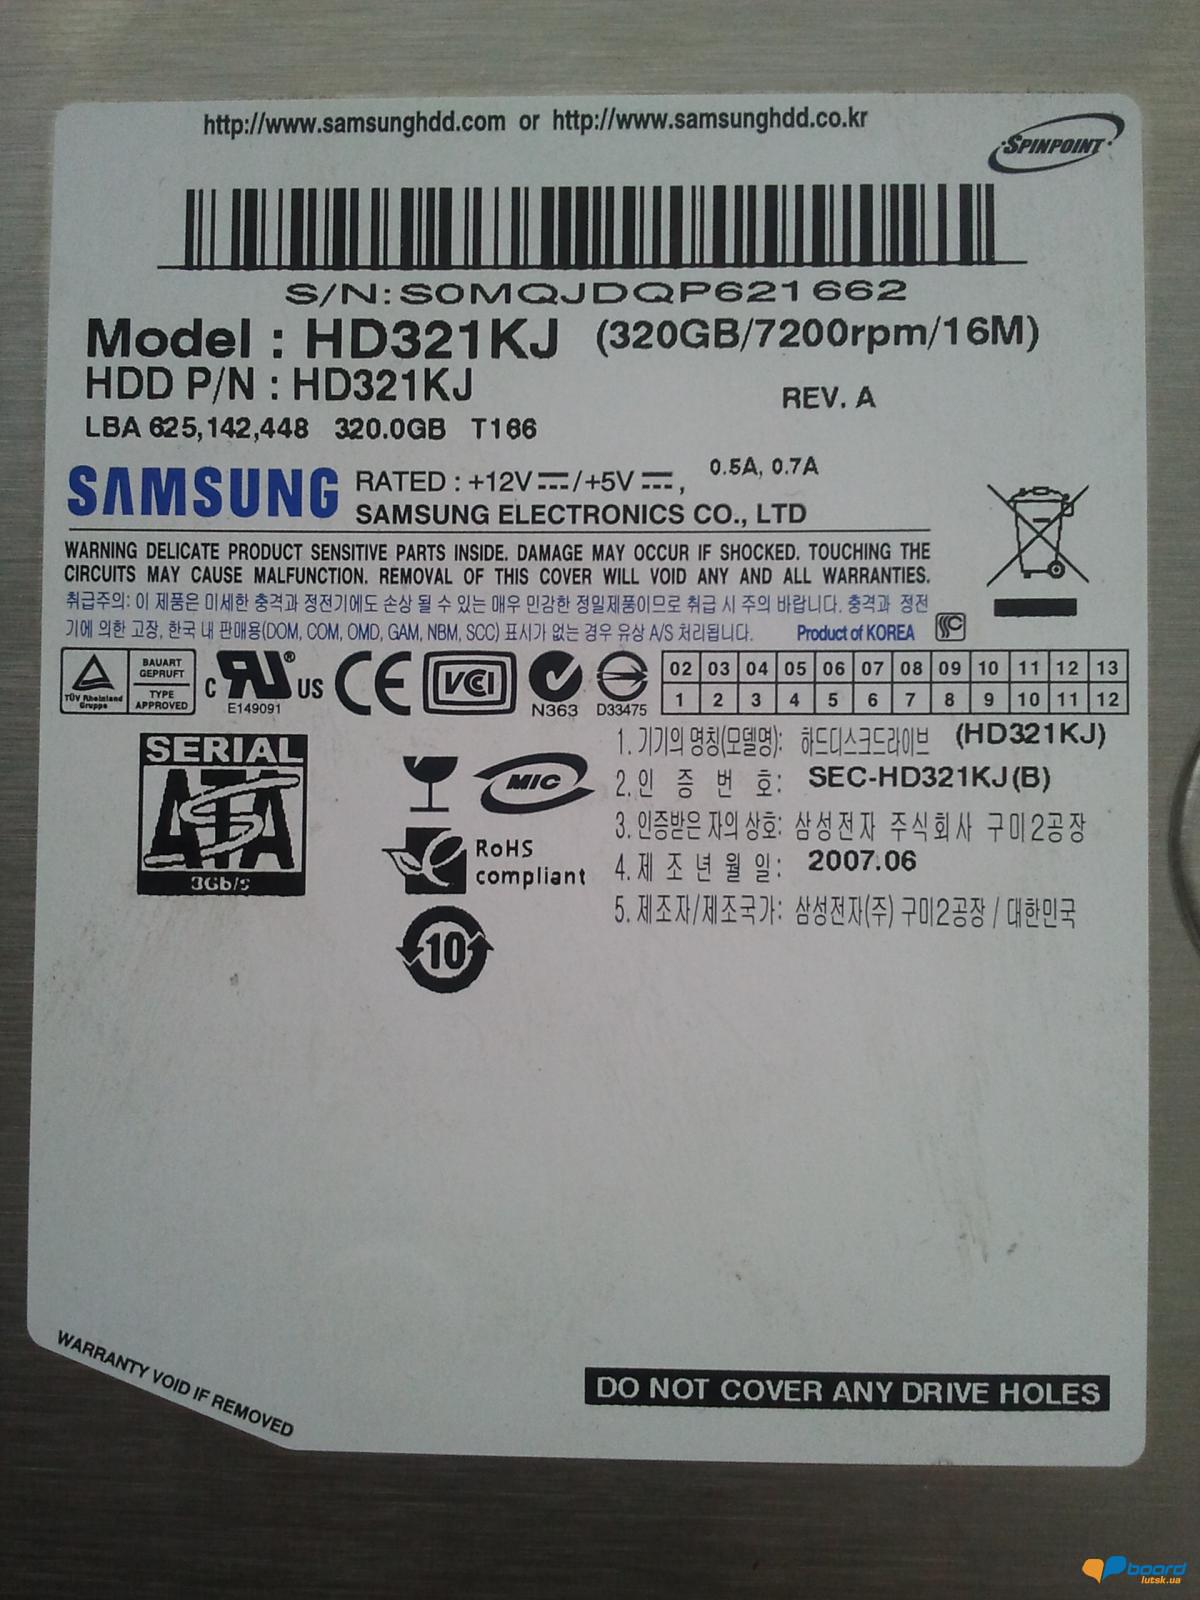 http://www.samsunghdd.com or http://www.samsunghdd.co.kr
SPINPOINT
S/N:S0MQJDQP621662
Model : HD321KJ (320GB/7200rpm/16M)
HDD P/N : HD321KJ REV. A
LBA 625,142,448 320.0GB T166
SAMSUNG
RATED : +12V /+5V , 0.5A, 0.7A
SAMSUNG ELECTRONICS CO., LTD
WARNING DELICATE PRODUCT SENSITIVE PARTS INSIDE. DAMAGE MAY OCCUR IF SHOCKED. TOUCHING THE
CIRCUITS MAY CAUSE MALFUNCTION. REMOVAL OF THIS COVER WILL VOID ANY AND ALL WARRANTIES.
취급주의: 이 제품은 미세한 충격과 정전기에도 손상 될 수 있는 매우 민감한 정밀제품이므로 취급 시 주의 바랍니다. 충격과 정전
기에 의한 고장, 한국 내 판매용(DOM, COM, OMD, GAM, NBM, SCC) 표시가 없는 경우 유상 A/S 처리됩니다. Product of KOREA
TÜV Rheinland
Gruppe
BAUART
GEPRUFT
TYPE
APPROVED
C RU ® US
E149091
CE
VCCI
N363
D33475
02 03 04 05 06 07 08 09 10 11 12 13
1 2 3 4 5 6 7 8 9 10 11 12
SERIAL
ATA
3Gb/s
MIC
RoHS
compliant
10
1. 기기의 명칭(모델명): 하드디스크드라이브 (HD321KJ)
2. 인 증 번 호: SEC-HD321KJ(B)
3. 인증받은 자의 상호: 삼성전자 주식회사 구미2공장
4. 제 조 년 월 일: 2007.06
5. 제조자/제조국가: 삼성전자(주) 구미2공장 / 대한민국
WARRANTY VOID IF REMOVED
DO NOT COVER ANY DRIVE HOLES
board
lutsk.ua